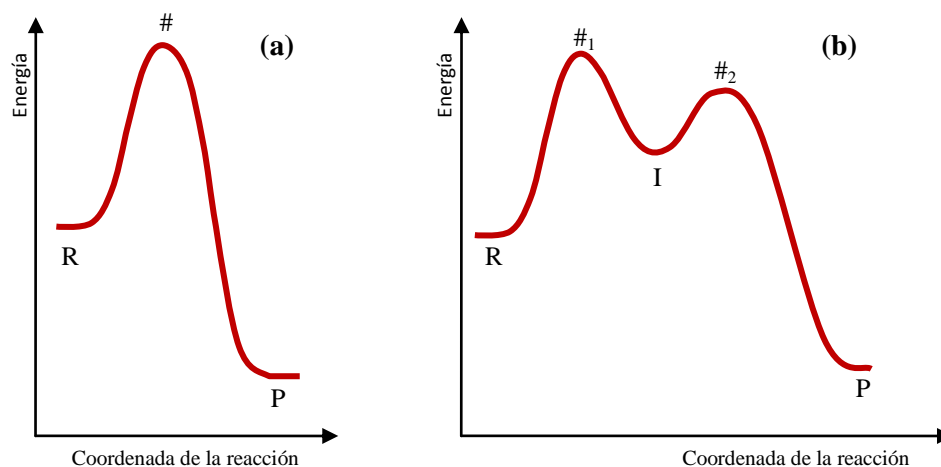 #
(a)
Energía
R
P
Coordenada de la reacción
#₁
(b)
#₂
Energía
I
R
P
Coordenada de la reacción